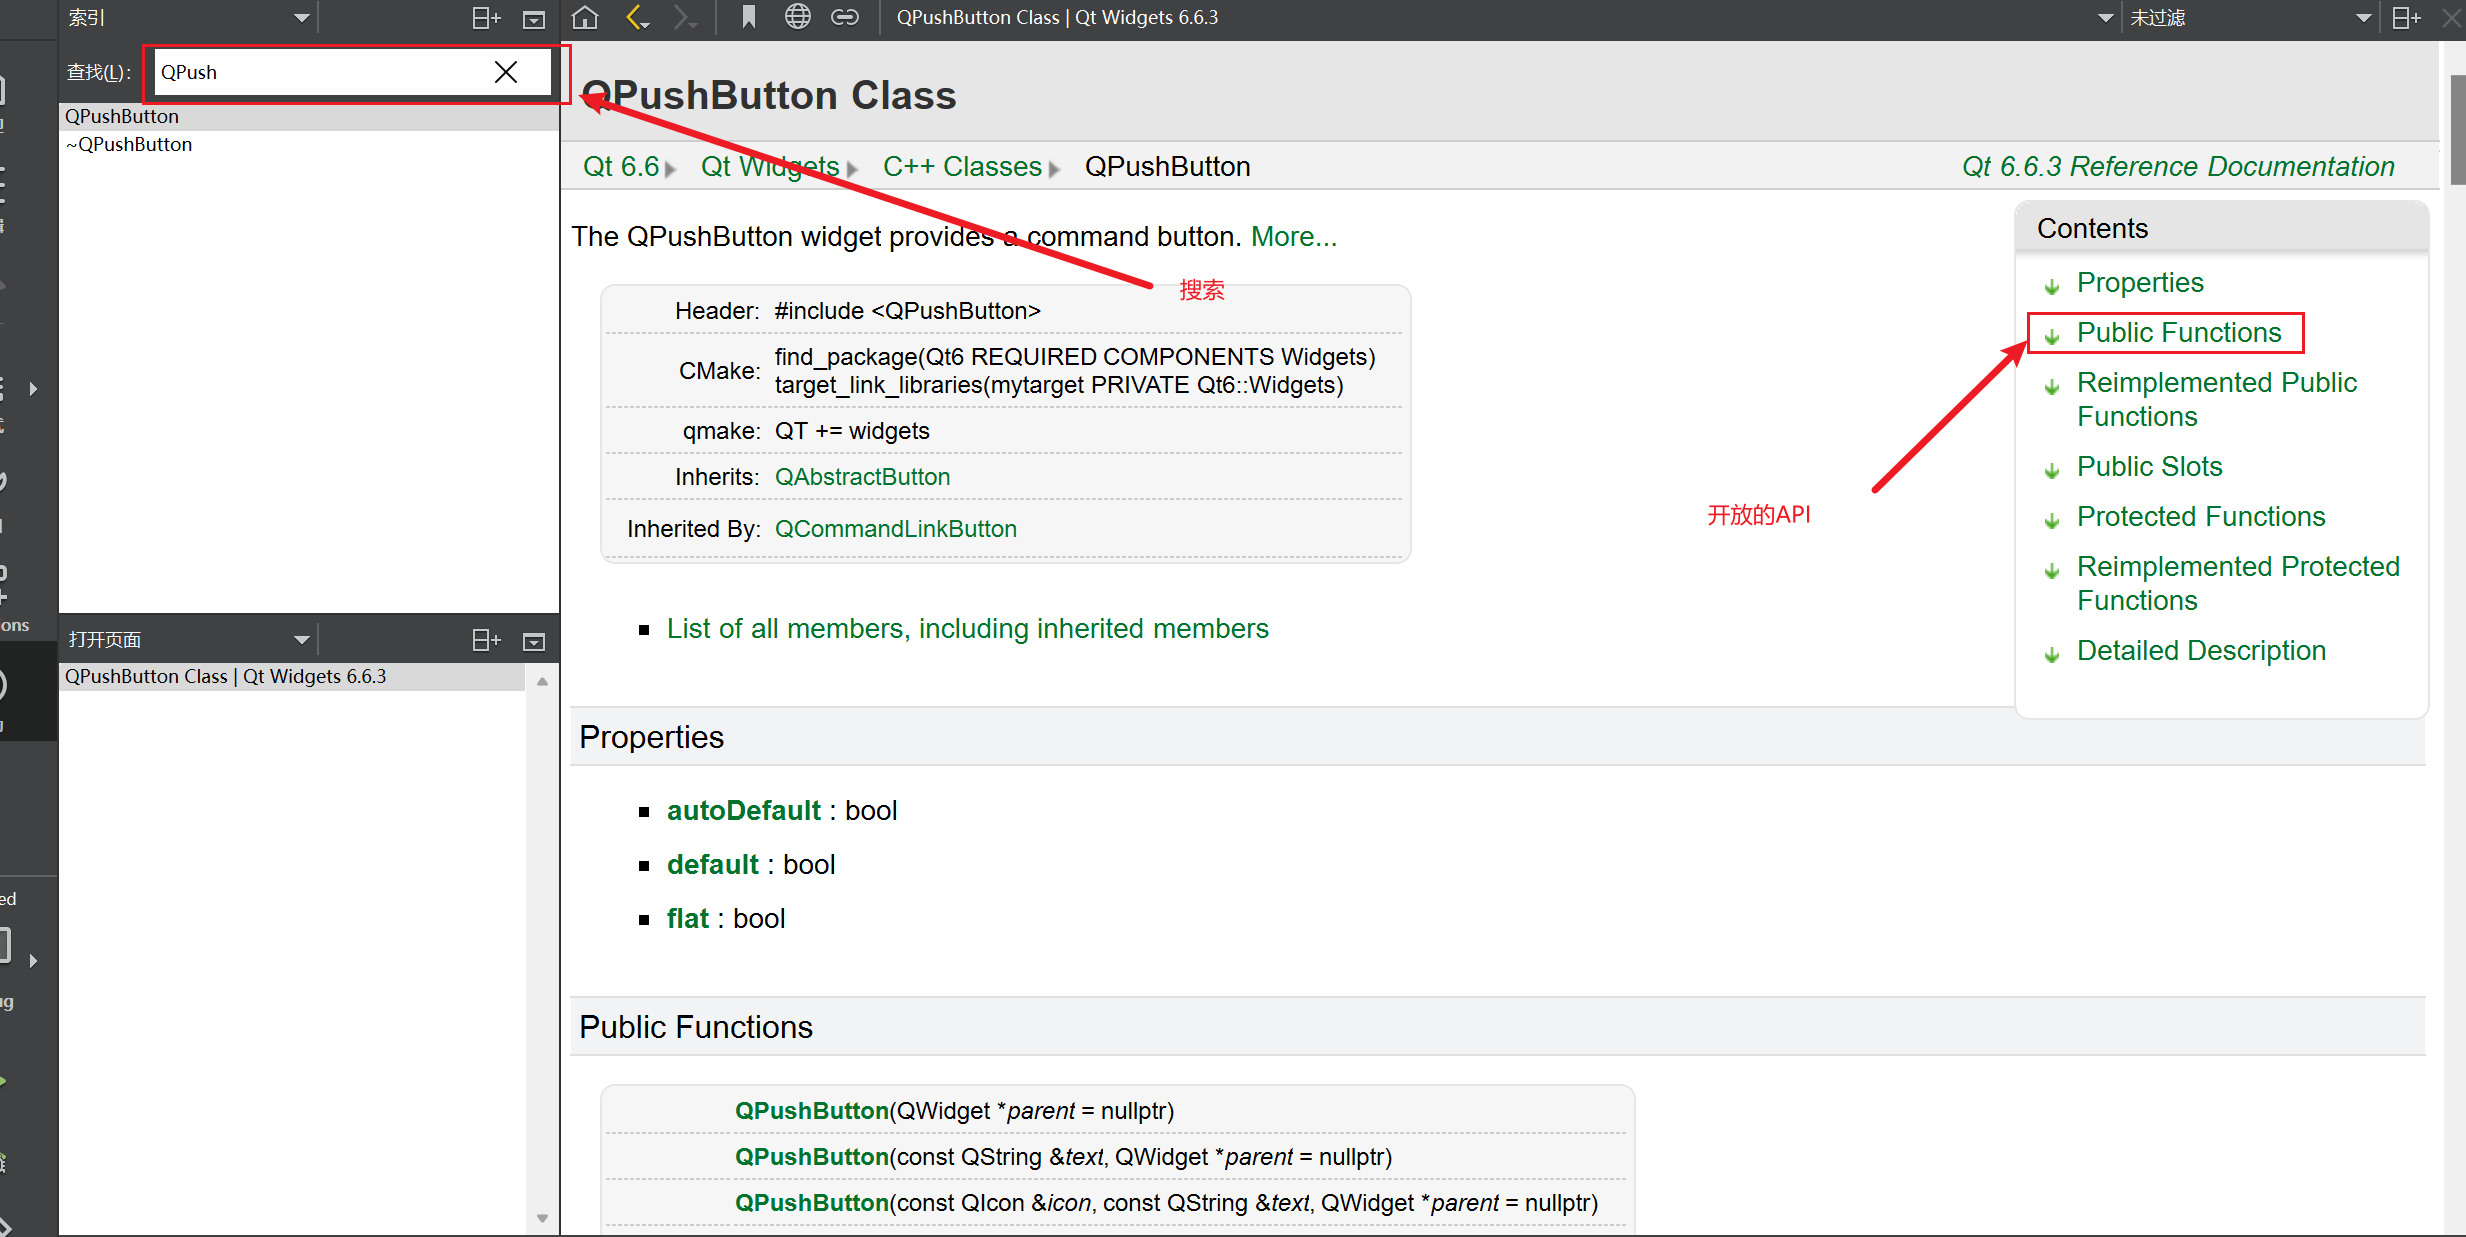 索引
QPushButton Class | Qt Widgets 6.6.3
未过滤
查找(L):
QPush
QPushButton
~QPushButton
ons
打开页面
QPushButton Class | Qt Widgets 6.6.3
ed
ug
QPushButton Class
Qt 6.6
Qt Widgets
C++ Classes
QPushButton
Qt 6.6.3 Reference Documentation
The QPushButton widget provides a command button. More...
搜索
Header: #include <QPushButton>
CMake: find_package(Qt6 REQUIRED COMPONENTS Widgets)
target_link_libraries(mytarget PRIVATE Qt6::Widgets)
qmake: QT += widgets
Inherits: QAbstractButton
Inherited By: QCommandLinkButton
List of all members, including inherited members
Contents
Properties
Public Functions
Reimplemented Public
Functions
Public Slots
Protected Functions
Reimplemented Protected
Functions
Detailed Description
开放的API
Properties
autoDefault : bool
default : bool
flat : bool
Public Functions
QPushButton(QWidget *parent = nullptr)
QPushButton(const QString &text, QWidget *parent = nullptr)
QPushButton(const QIcon &icon, const QString &text, QWidget *parent = nullptr)